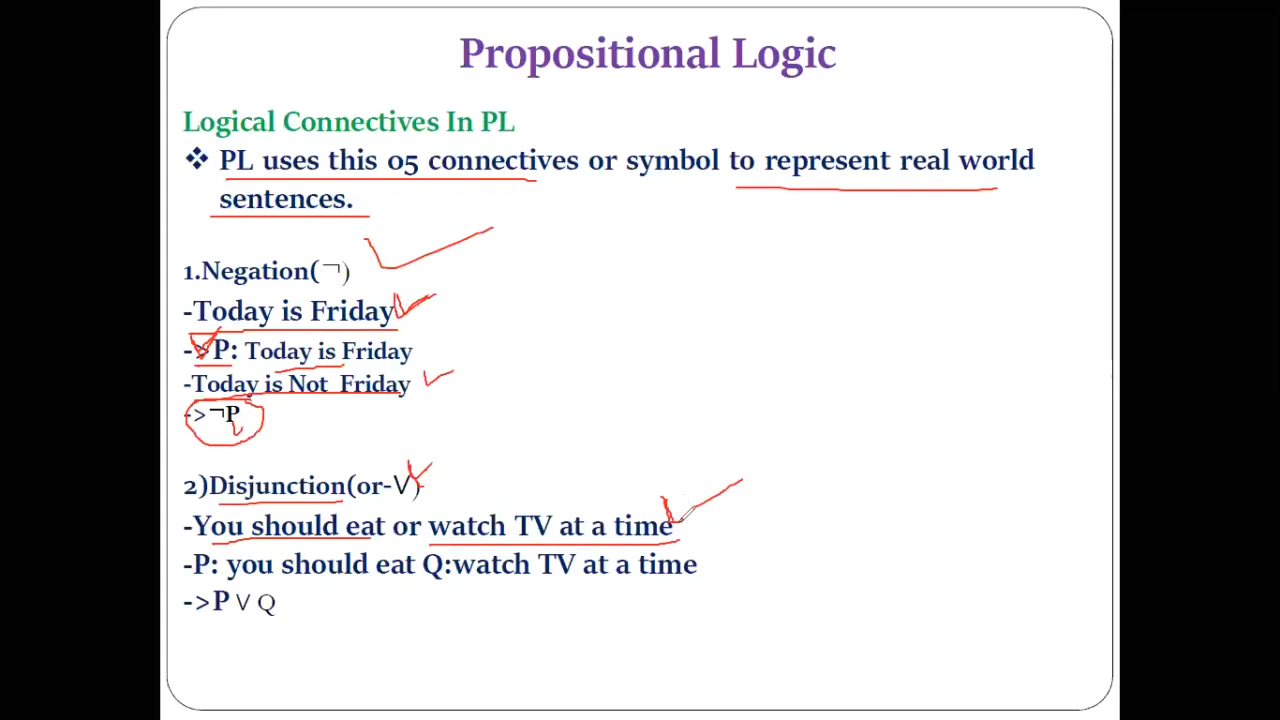 Propositional Logic
Logical Connectives In PL
❖ PL uses this 05 connectives or symbol to represent real world
sentences.
1.Negation(¬)
-Today is Friday
->P: Today is Friday
-Today is Not Friday
->¬P
2)Disjunction(or-V)
-You should eat or watch TV at a time
-P: you should eat Q:watch TV at a time
->P V Q